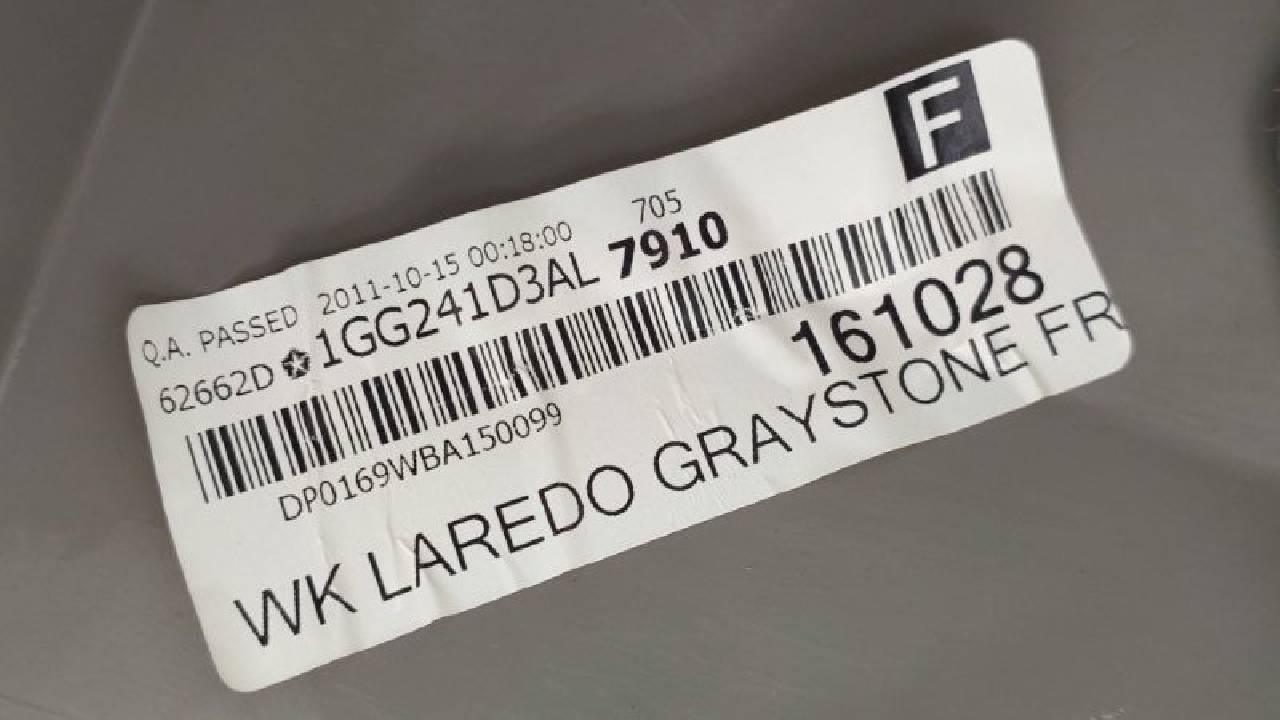 F
705
Q.A. PASSED 2011-10-15 00:18:00
62662D 1GG241D3AL 7910
DP0169WBA150099
161028
WK LAREDO GRAYSTONE FR